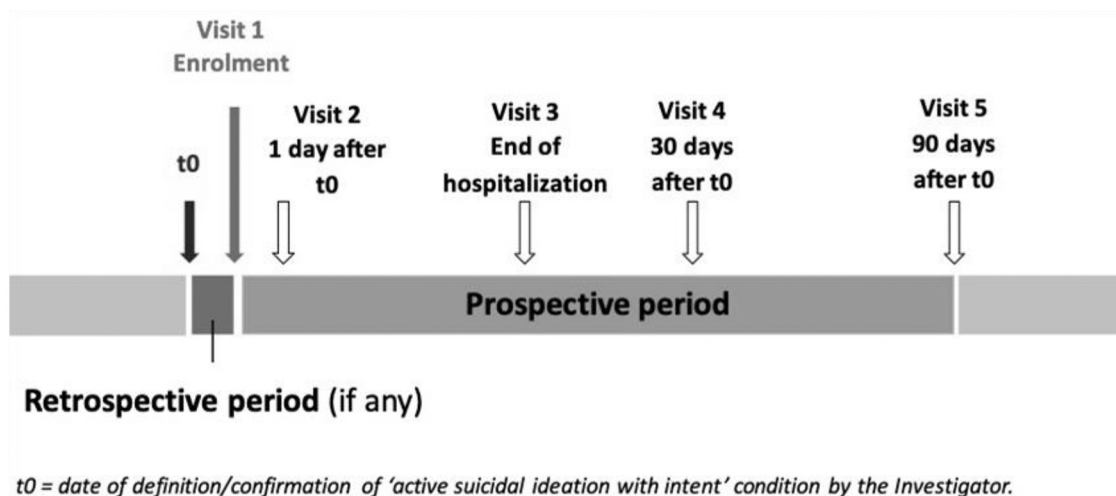 Visit 1
Enrolment
t0
Visit 2
1 day after
t0
Visit 3
End of
hospitalization
Visit 4
30 days
after t0
Visit 5
90 days
after t0
Prospective period
Retrospective period (if any)
t0 = date of definition/confirmation of ‘active suicidal ideation with intent’ condition by the Investigator.